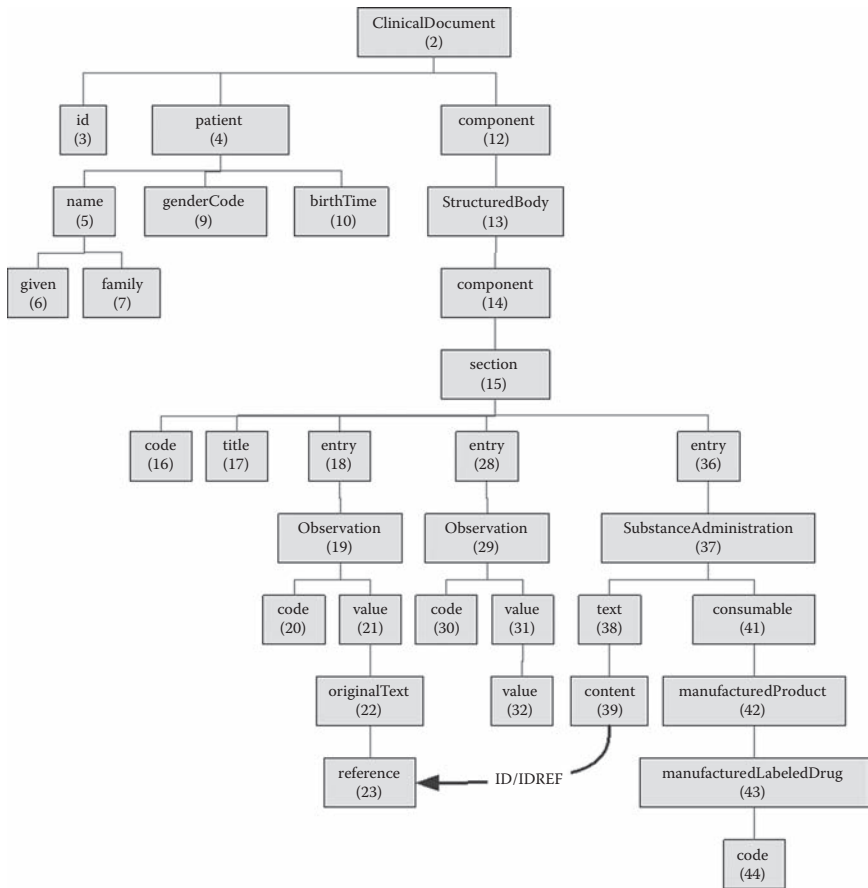 ClinicalDocument
(2)
id
(3)
patient
(4)
component
(12)
name
(5)
genderCode
(9)
birthTime
(10)
StructuredBody
(13)
given
(6)
family
(7)
component
(14)
section
(15)
code
(16)
title
(17)
entry
(18)
entry
(28)
entry
(36)
Observation
(19)
Observation
(29)
SubstanceAdministration
(37)
code
(20)
value
(21)
code
(30)
value
(31)
text
(38)
consumable
(41)
originalText
(22)
value
(32)
content
(39)
manufacturedProduct
(42)
reference
(23)
ID/IDREF
manufacturedLabeledDrug
(43)
code
(44)